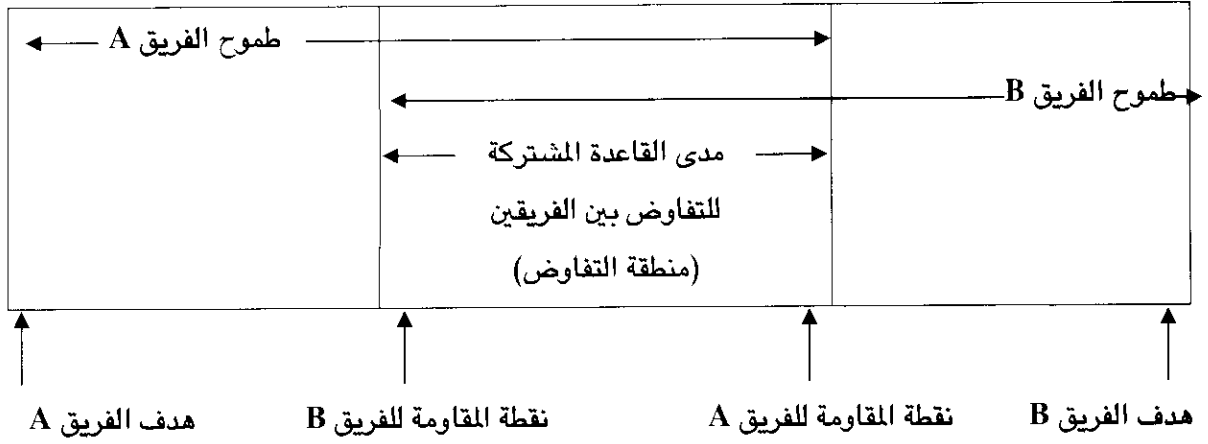 طموح الفريق A
طموح الفريق B
مدى القاعدة المشتركة
للتفاوض بين الفريقين
(منطقة التفاوض)
هدف الفريق B
نقطة المقاومة للفريق A
نقطة المقاومة للفريق B
هدف الفريق A